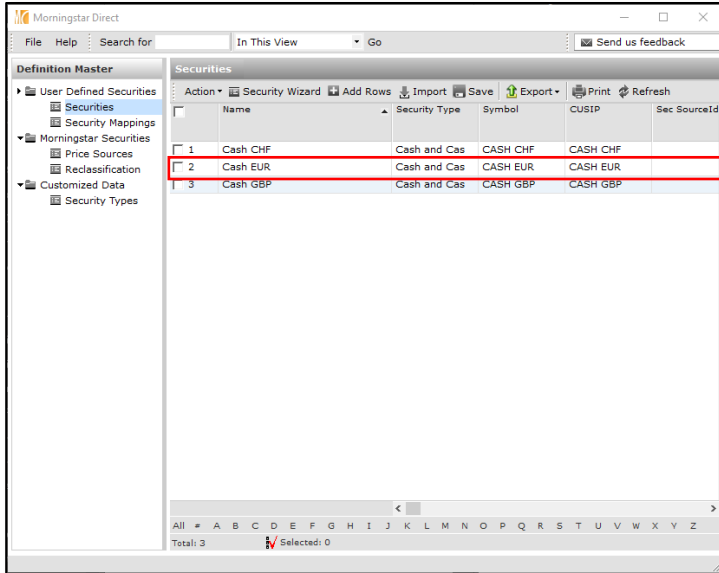 Morningstar Direct
File Help Search for In This View Go Send us feedback
Definition Master
User Defined Securities
Securities
Security Mappings
Morningstar Securities
Price Sources
Reclassification
Customized Data
Security Types
Securities
Action Security Wizard Add Rows Import Save Export Print Refresh
Name Security Type Symbol CUSIP Sec SourceId
1 Cash CHF Cash and Cas CASH CHF CASH CHF
2 Cash EUR Cash and Cas CASH EUR CASH EUR
3 Cash GBP Cash and Cas CASH GBP CASH GBP
All # A B C D E F G H I J K L M N O P Q R S T U V W X Y Z
Total: 3 Selected: 0